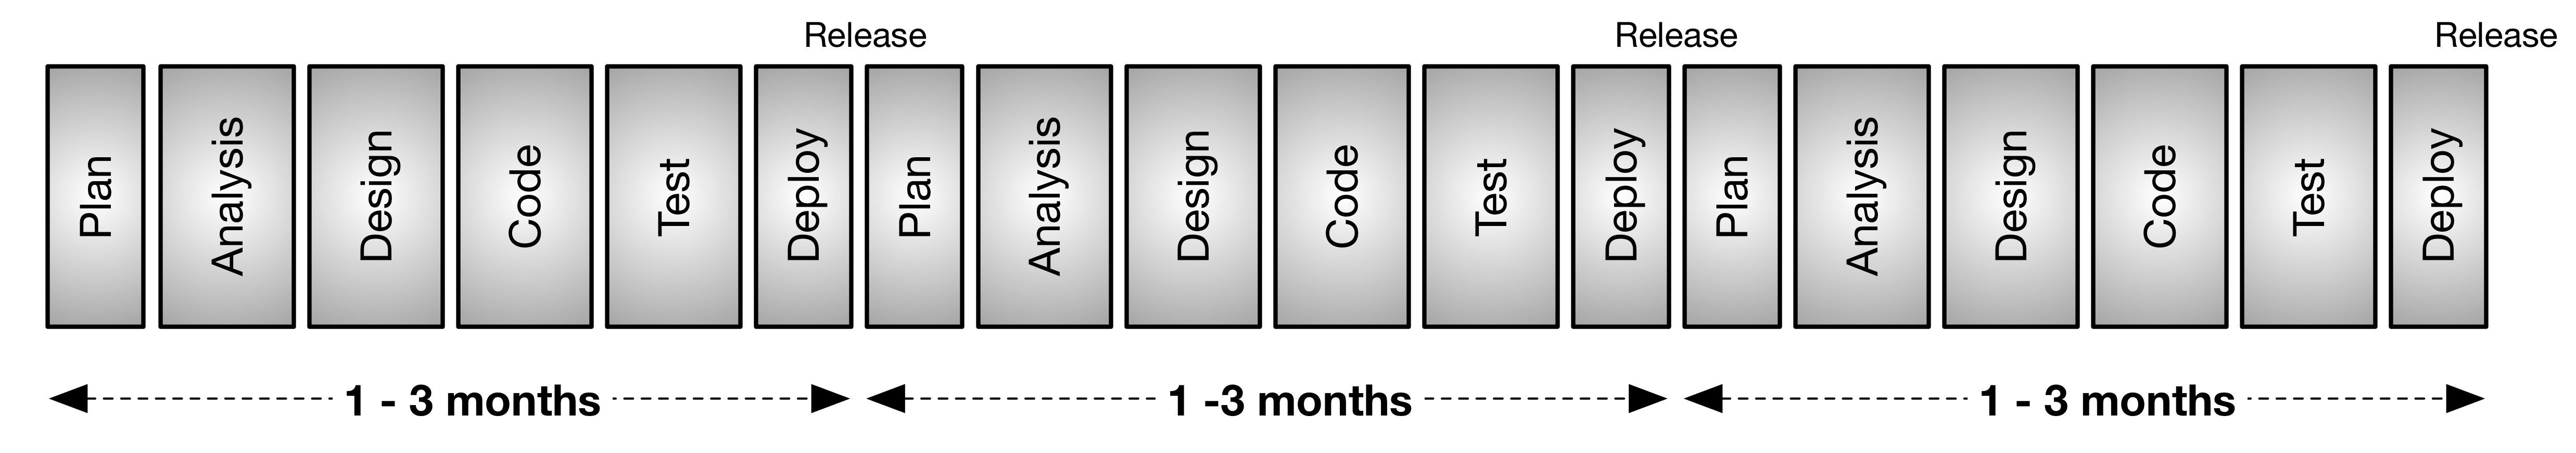 Release
Release
Release
Plan
Analysis
Design
Code
Test
Deploy
Plan
Analysis
Design
Code
Test
Deploy
Plan
Analysis
Design
Code
Test
Deploy
1 - 3 months
1 -3 months
1 - 3 months